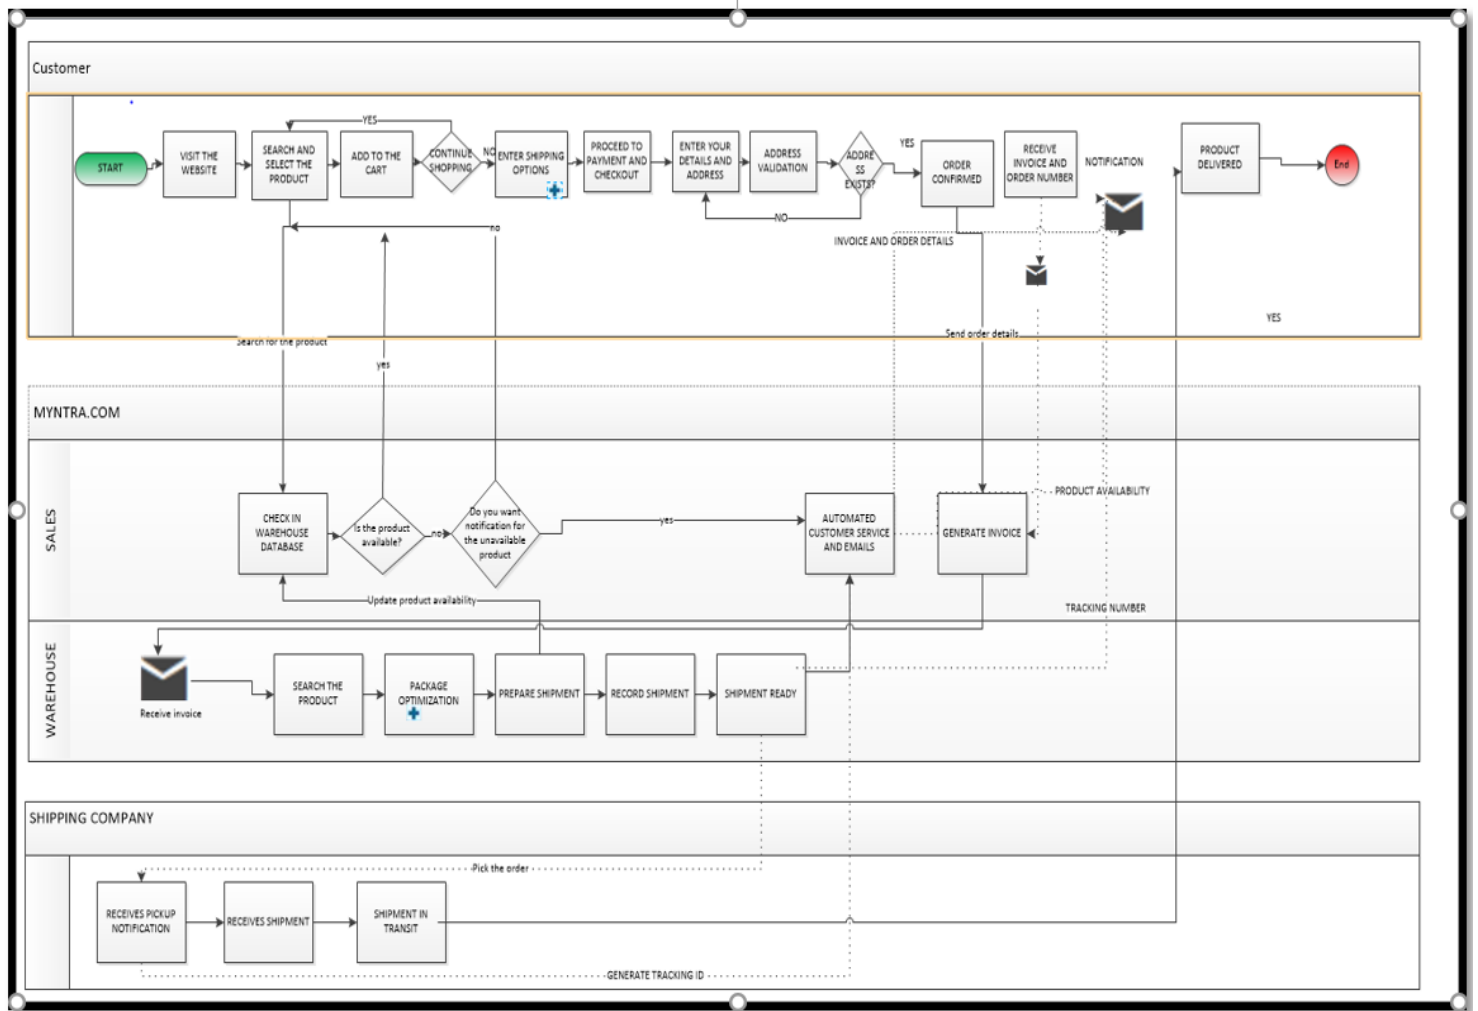 Customer
START
VISIT THE
WEBSITE
SEARCH AND
SELECT THE
PRODUCT
YES
ADD TO THE
CART
CONTINUE
SHOPPING
NO
ENTER SHIPPING
OPTIONS
PROCEED TO
PAYMENT AND
CHECKOUT
ENTER YOUR
DETAILS AND
ADDRESS
ADDRESS
VALIDATION
ADDRE
SS
EXISTS?
YES
NO
ORDER
CONFIRMED
RECEIVE
INVOICE AND
ORDER NUMBER
NOTIFICATION
PRODUCT
DELIVERED
End
no
INVOICE AND ORDER DETAILS
YES
Search for the product
Send order details
yes
MYNTRA.COM
SALES
CHECK IN
WAREHOUSE
DATABASE
Is the product
available?
no
Do you want
notification for
the unavailable
product
yes
AUTOMATED
CUSTOMER SERVICE
AND EMAILS
GENERATE INVOICE
PRODUCT AVAILABILITY
Update product availability
TRACKING NUMBER
WAREHOUSE
Receive invoice
SEARCH THE
PRODUCT
PACKAGE
OPTIMIZATION
PREPARE SHIPMENT
RECORD SHIPMENT
SHIPMENT READY
SHIPPING COMPANY
Pick the order
RECEIVES PICKUP
NOTIFICATION
RECEIVES SHIPMENT
SHIPMENT IN
TRANSIT
GENERATE TRACKING ID